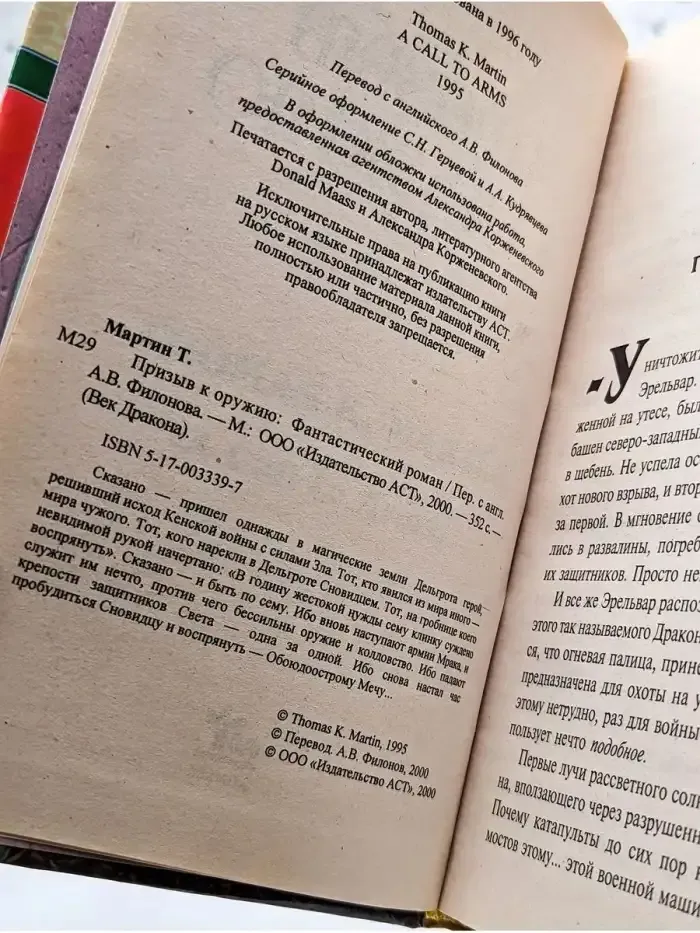 в 1996 году
Thomas K. Martin
A CALL TO ARMS
1995
Перевод с английского А.В. Филонова
Серийное оформление С.Н. Герцевой и А.А. Кудрявцева
В оформлении обложки использована работа,
предоставленная агентством Александра Корженевского
Печатается с разрешения автора, литературного агентства
Donald Maass и Александра Корженевского.
Исключительные права на публикацию книги
на русском языке принадлежат издательству АСТ.
Любое использование материала данной книги,
полностью или частично, без разрешения
правообладателя запрещается.
Мартин Т.
М29 Призыв к оружию: Фантастический роман / Пер. с англ.
А.В. Филонова. — М.: ООО «Издательство АСТ», 2000. — 352 с. —
(Век Дракона).
ISBN 5-17-003339-7
Сказано — пришел однажды в магические земли Дельгрота герой,
решивший исход Кенской войны с силами Зла. Тот, кто явился из мира иного —
мира чужого. Тот, кого нарекли в Дельгроте Сновидцем. Тот, на гробнице коего
невидимой рукой начертано: «В годину жестокой нужды сему клинку суждено
воспрянуть». Сказано — и быть по сему. Ибо вновь наступают армии Мрака, и
служит им нечто, против чего бессильны оружие и колдовство. Ибо падают
крепости защитников Света — одна за одной. Ибо снова настал час
пробудиться Сновидцу и воспрянуть — Обоюдоострому Мечу...
© Thomas K. Martin, 1995
© Перевод. А.В. Филонов, 2000
© ООО «Издательство АСТ», 2000
-Уничтожит
Эрельвар.
женной на утесе, был
башен северо-западны
в щебень. Не успела ос
хот нового взрыва, и втор
за первой. В мгновение
лись в развалины, погреб
их защитников. Просто не
И все же Эрельвар распо
этого так называемого Дракон
ся, что огневая палица, прине
предназначена для охоты на у
этому нетрудно, раз для войны
пользует нечто подобное.
Первые лучи рассветного солн
на, вползающего через разрушенн
Почему катапульты до сих пор н
мостов этому... этой военной маши